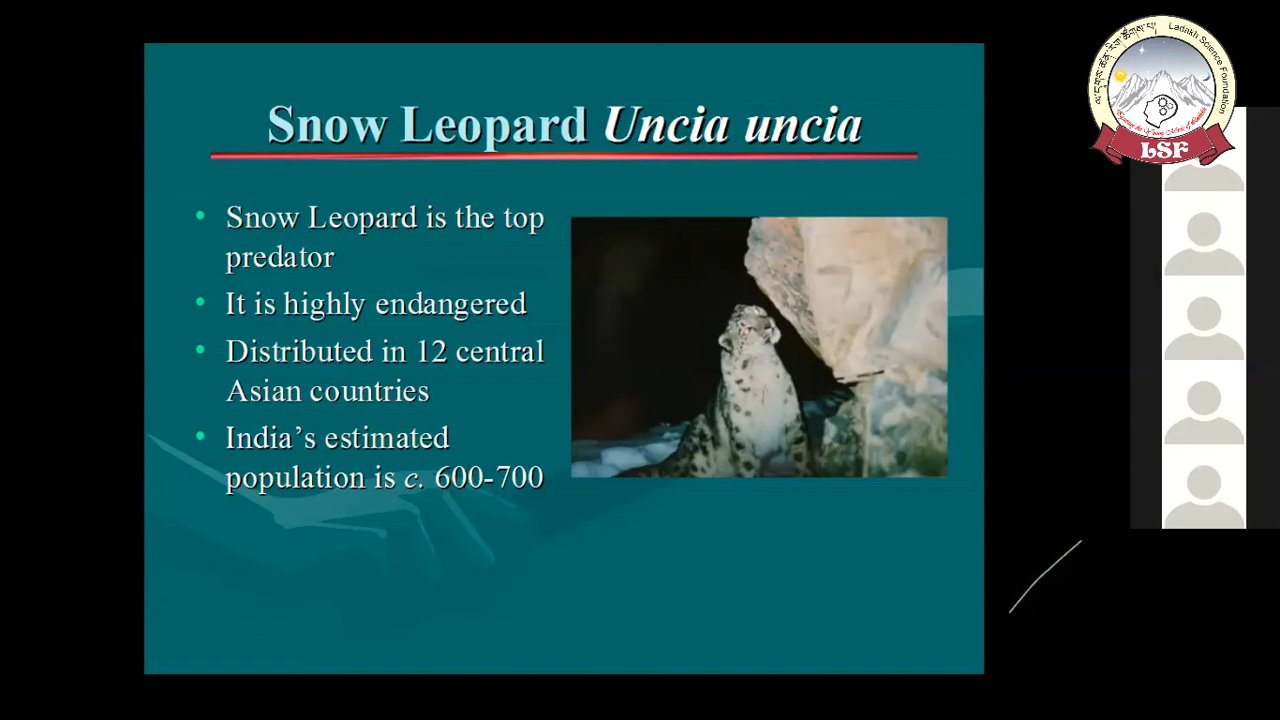 Snow Leopard Uncia uncia
Snow Leopard is the top
predator
It is highly endangered
Distributed in 12 central
Asian countries
India’s estimated
population is c. 600-700
Ladakh Science Foundation
LSF